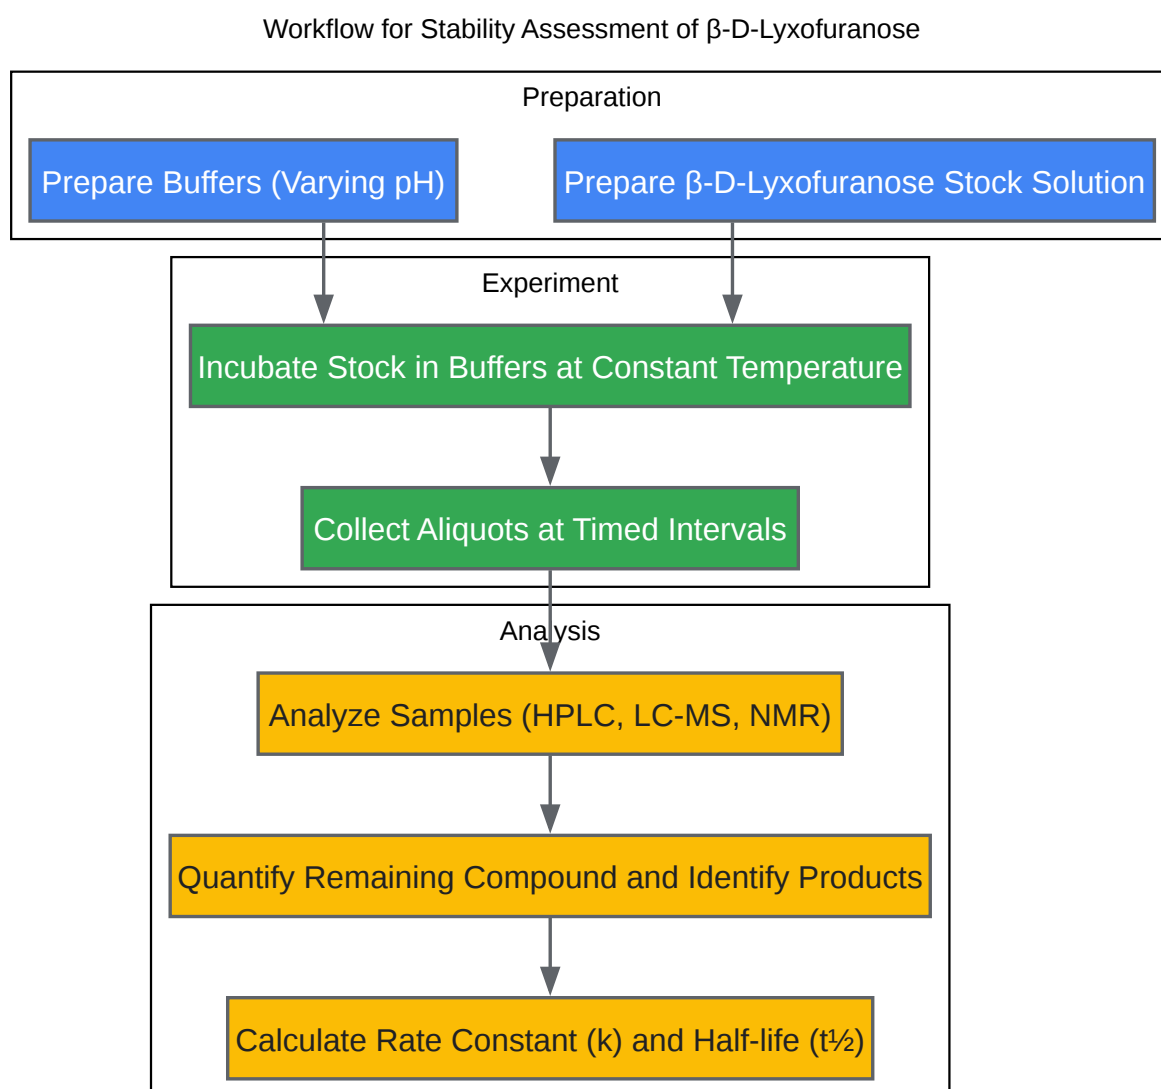 Workflow for Stability Assessment of β-D-Lyxofuranose
Preparation
Prepare Buffers (Varying pH)
Prepare β-D-Lyxofuranose Stock Solution
Experiment
Incubate Stock in Buffers at Constant Temperature
Collect Aliquots at Timed Intervals
Analysis
Analyze Samples (HPLC, LC-MS, NMR)
Quantify Remaining Compound and Identify Products
Calculate Rate Constant (k) and Half-life (t½)